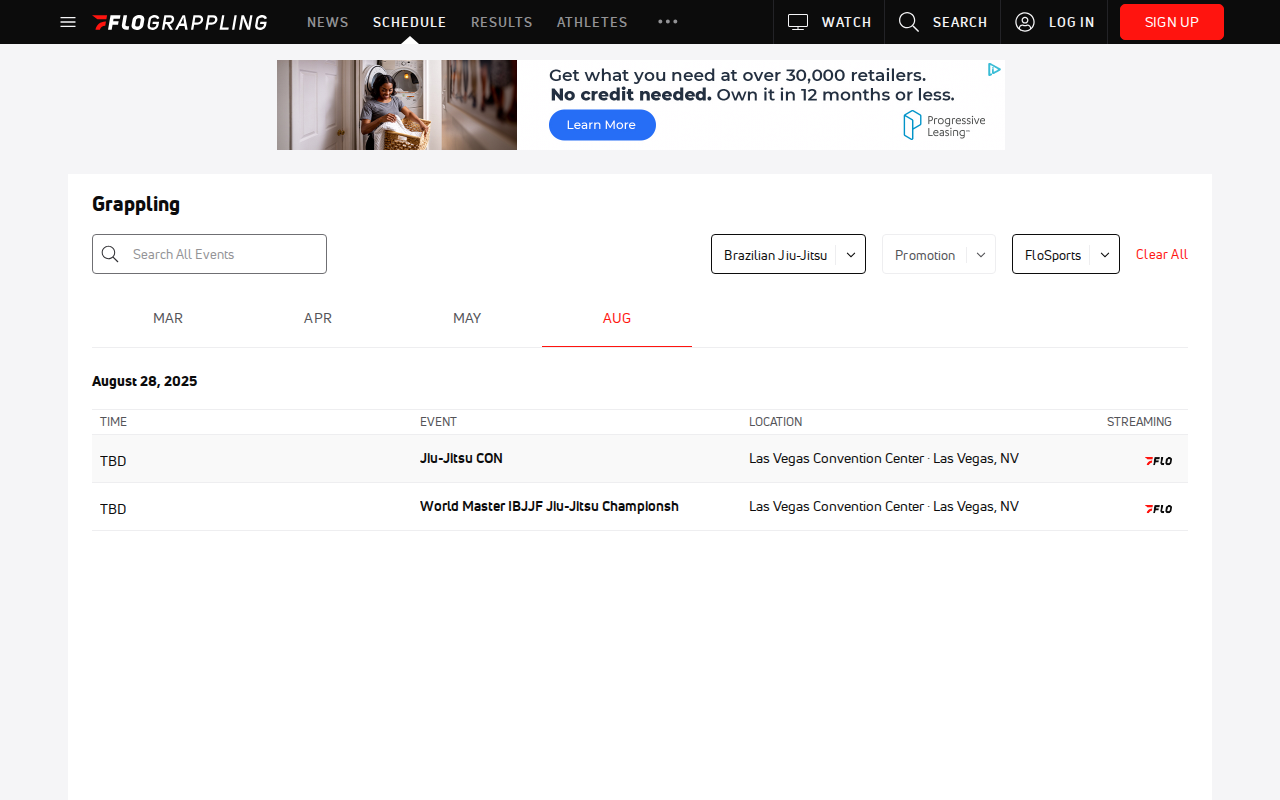 FLOGRAPPLING NEWS SCHEDULE RESULTS ATHLETES WATCH SEARCH LOG IN SIGN UP
Get what you need at over 30,000 retailers.
No credit needed. Own it in 12 months or less.
Learn More
Progressive
Leasing
Grappling
Search All Events Brazilian Jiu-Jitsu Promotion FloSports Clear All
MAR APR MAY AUG
August 28, 2025
TIME EVENT LOCATION STREAMING
TBD Jiu-Jitsu CON Las Vegas Convention Center · Las Vegas, NV FLO
TBD World Master IBJJF Jiu-Jitsu Championsh Las Vegas Convention Center · Las Vegas, NV FLO